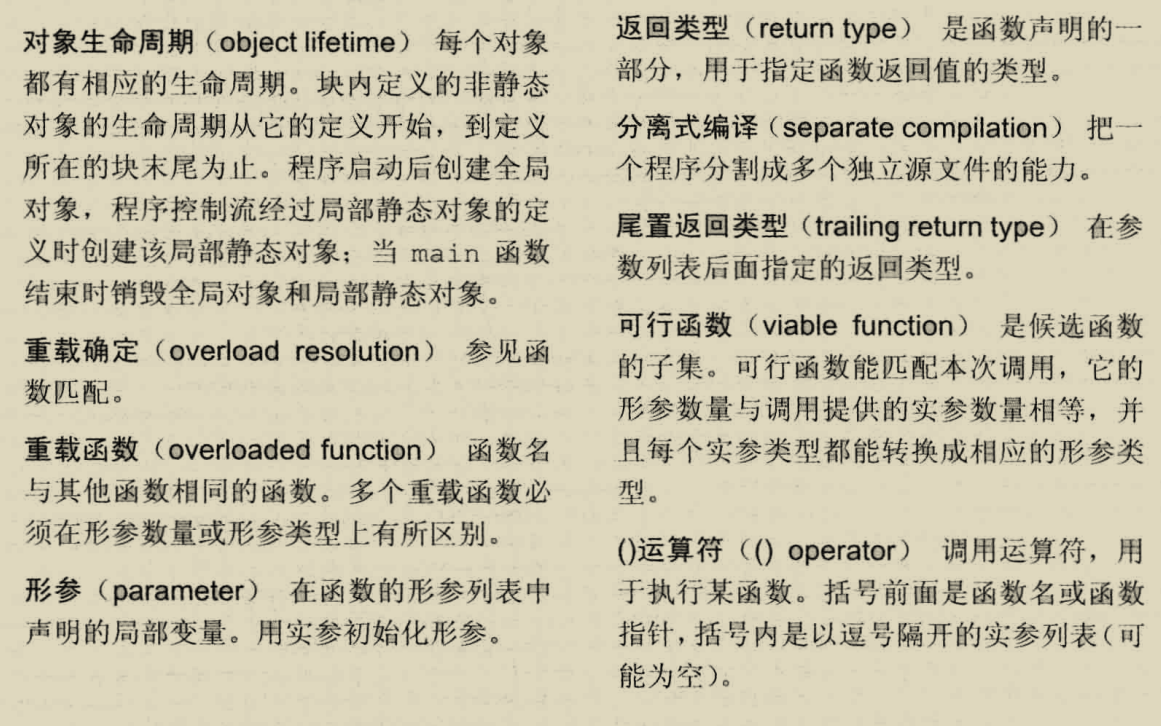 对象生命周期（object lifetime） 每个对象
都有相应的生命周期。块内定义的非静态
对象的生命周期从它的定义开始，到定义
所在的块末尾为止。程序启动后创建全局
对象，程序控制流经过局部静态对象的定
义时创建该局部静态对象；当 main 函数
结束时销毁全局对象和局部静态对象。
重载确定（overload resolution） 参见函
数匹配。
重载函数（overloaded function） 函数名
与其他函数相同的函数。多个重载函数必
须在形参数量或形参类型上有所区别。
形参（parameter） 在函数的形参列表中
声明的局部变量。用实参初始化形参。
返回类型（return type） 是函数声明的一
部分，用于指定函数返回值的类型。
分离式编译（separate compilation） 把一
个程序分割成多个独立源文件的能力。
尾置返回类型（trailing return type） 在参
数列表后面指定的返回类型。
可行函数（viable function） 是候选函数
的子集。可行函数能匹配本次调用，它的
形参数量与调用提供的实参数量相等，并
且每个实参类型都能转换成相应的形参类
型。
()运算符（() operator） 调用运算符，用
于执行某函数。括号前面是函数名或函数
指针，括号内是以逗号隔开的实参列表（可
能为空）。